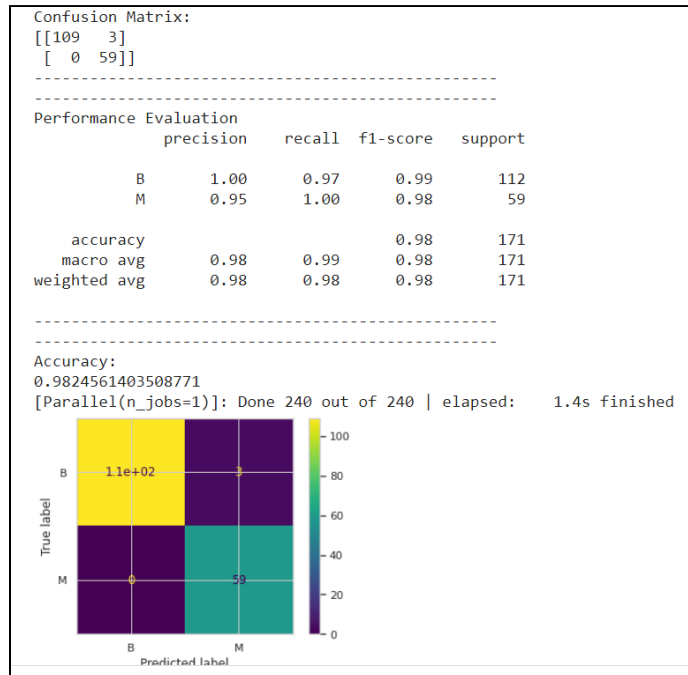 Confusion Matrix:
[[109   3]
 [  0  59]]
--------------------------------------------------
--------------------------------------------------
Performance Evaluation
              precision    recall  f1-score   support

           B       1.00      0.97      0.99       112
           M       0.95      1.00      0.98        59

    accuracy                           0.98       171
   macro avg       0.98      0.99      0.98       171
weighted avg       0.98      0.98      0.98       171

--------------------------------------------------
--------------------------------------------------
Accuracy:
0.9824561403508771
[Parallel(n_jobs=1)]: Done 240 out of 240 | elapsed:    1.4s finished
100
80
60
40
20
0
True label
B
1.1e+02 3
M
0 59
B M
Predicted label